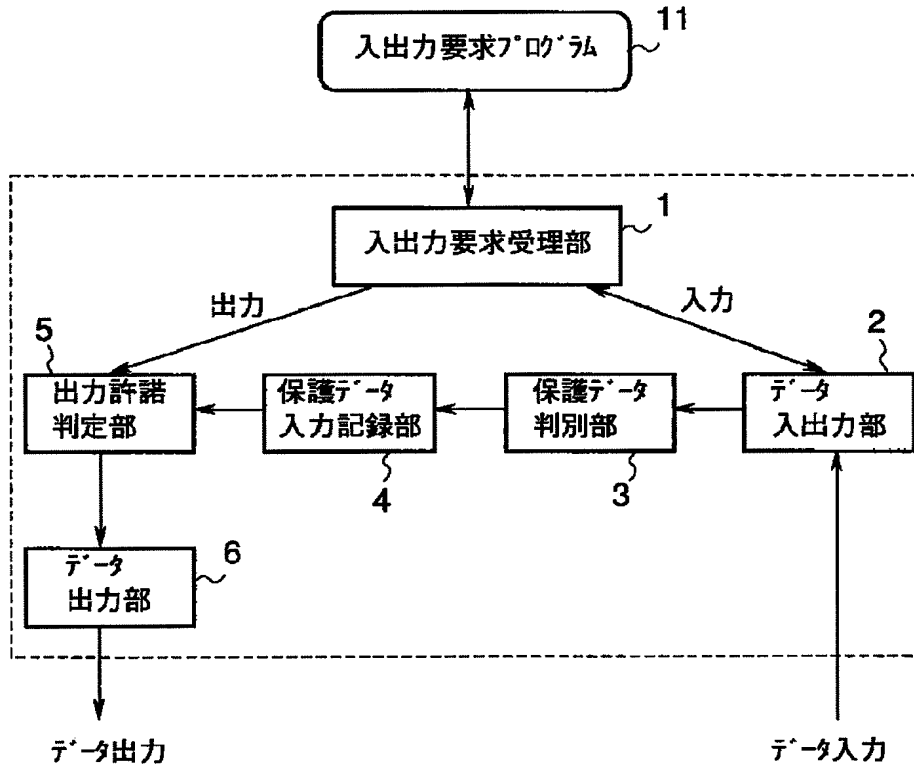 入出力要求プログラム
11
1
入出力要求受理部
出力
入力
5
出力許諾
判定部
保護データ
入力記録部
4
保護データ
判別部
3
2
データ
入出力部
データ
出力部
6
データ出力
データ入力